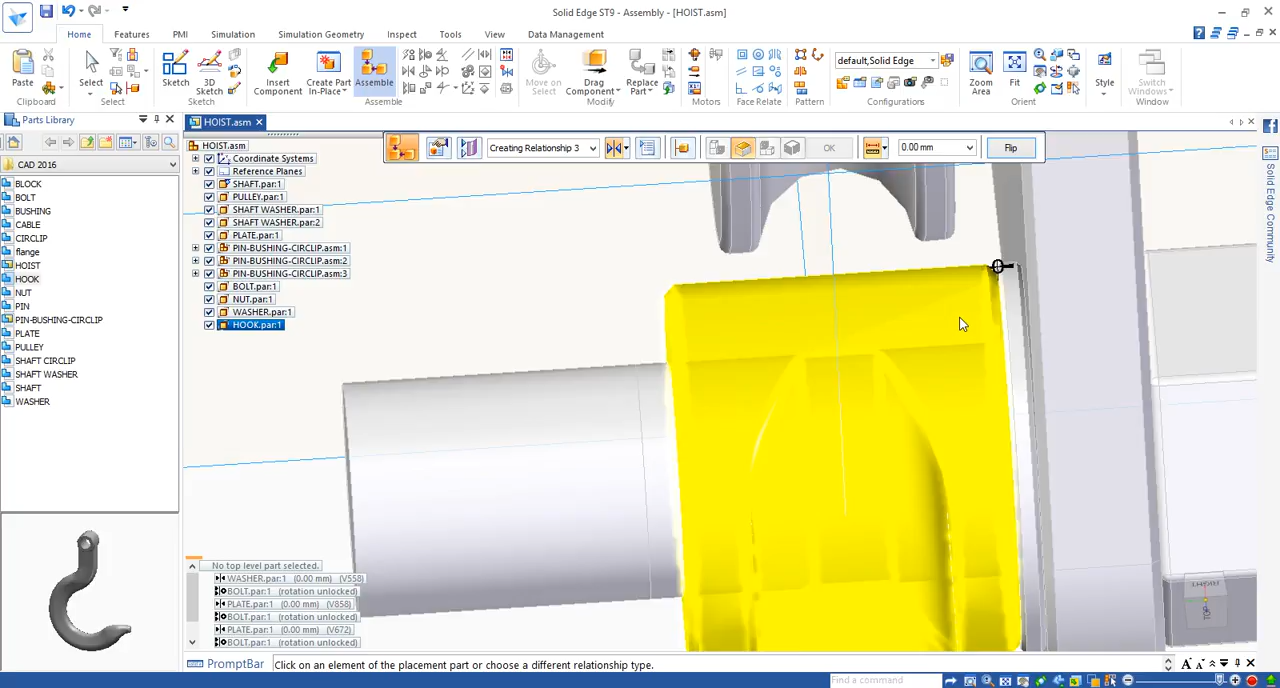 Solid Edge ST9 - Assembly - [HOIST.asm]
Home
Features
PMI
Simulation
Simulation Geometry
Inspect
Tools
View
Data Management
Paste
Clipboard
Select
Select
Sketch
3D Sketch
Sketch
Insert Component
Create Part In-Place
Assemble
Assemble
Move on Select
Drag Component
Replace Part
Modify
Motors
Face Relate
Pattern
default,Solid Edge
Configurations
Zoom Area
Fit
Orient
Style
Switch Windows
Window
Parts Library
CAD 2016
BLOCK
BOLT
BUSHING
CABLE
CIRCLIP
flange
HOIST
HOOK
NUT
PIN
PIN-BUSHING-CIRCLIP
PLATE
PULLEY
SHAFT CIRCLIP
SHAFT WASHER
SHAFT
WASHER
HOIST.asm
HOIST.asm
Coordinate Systems
Reference Planes
SHAFT.par:1
PULLEY.par:1
SHAFT WASHER.par:1
SHAFT WASHER.par:2
PLATE.par:1
PIN-BUSHING-CIRCLIP.asm:1
PIN-BUSHING-CIRCLIP.asm:2
PIN-BUSHING-CIRCLIP.asm:3
BOLT.par:1
NUT.par:1
WASHER.par:1
HOOK.par:1
Creating Relationship 3
OK
0.00 mm
Flip
No top level part selected.
WASHER.par:1 (0.00 mm) (V558)
BOLT.par:1 (rotation unlocked)
PLATE.par:1 (0.00 mm) (V858)
BOLT.par:1 (rotation unlocked)
PLATE.par:1 (0.00 mm) (V672)
BOLT.par:1 (rotation unlocked)
Solid Edge Community
TOP
PromptBar
Click on an element of the placement part or choose a different relationship type.
Find a command